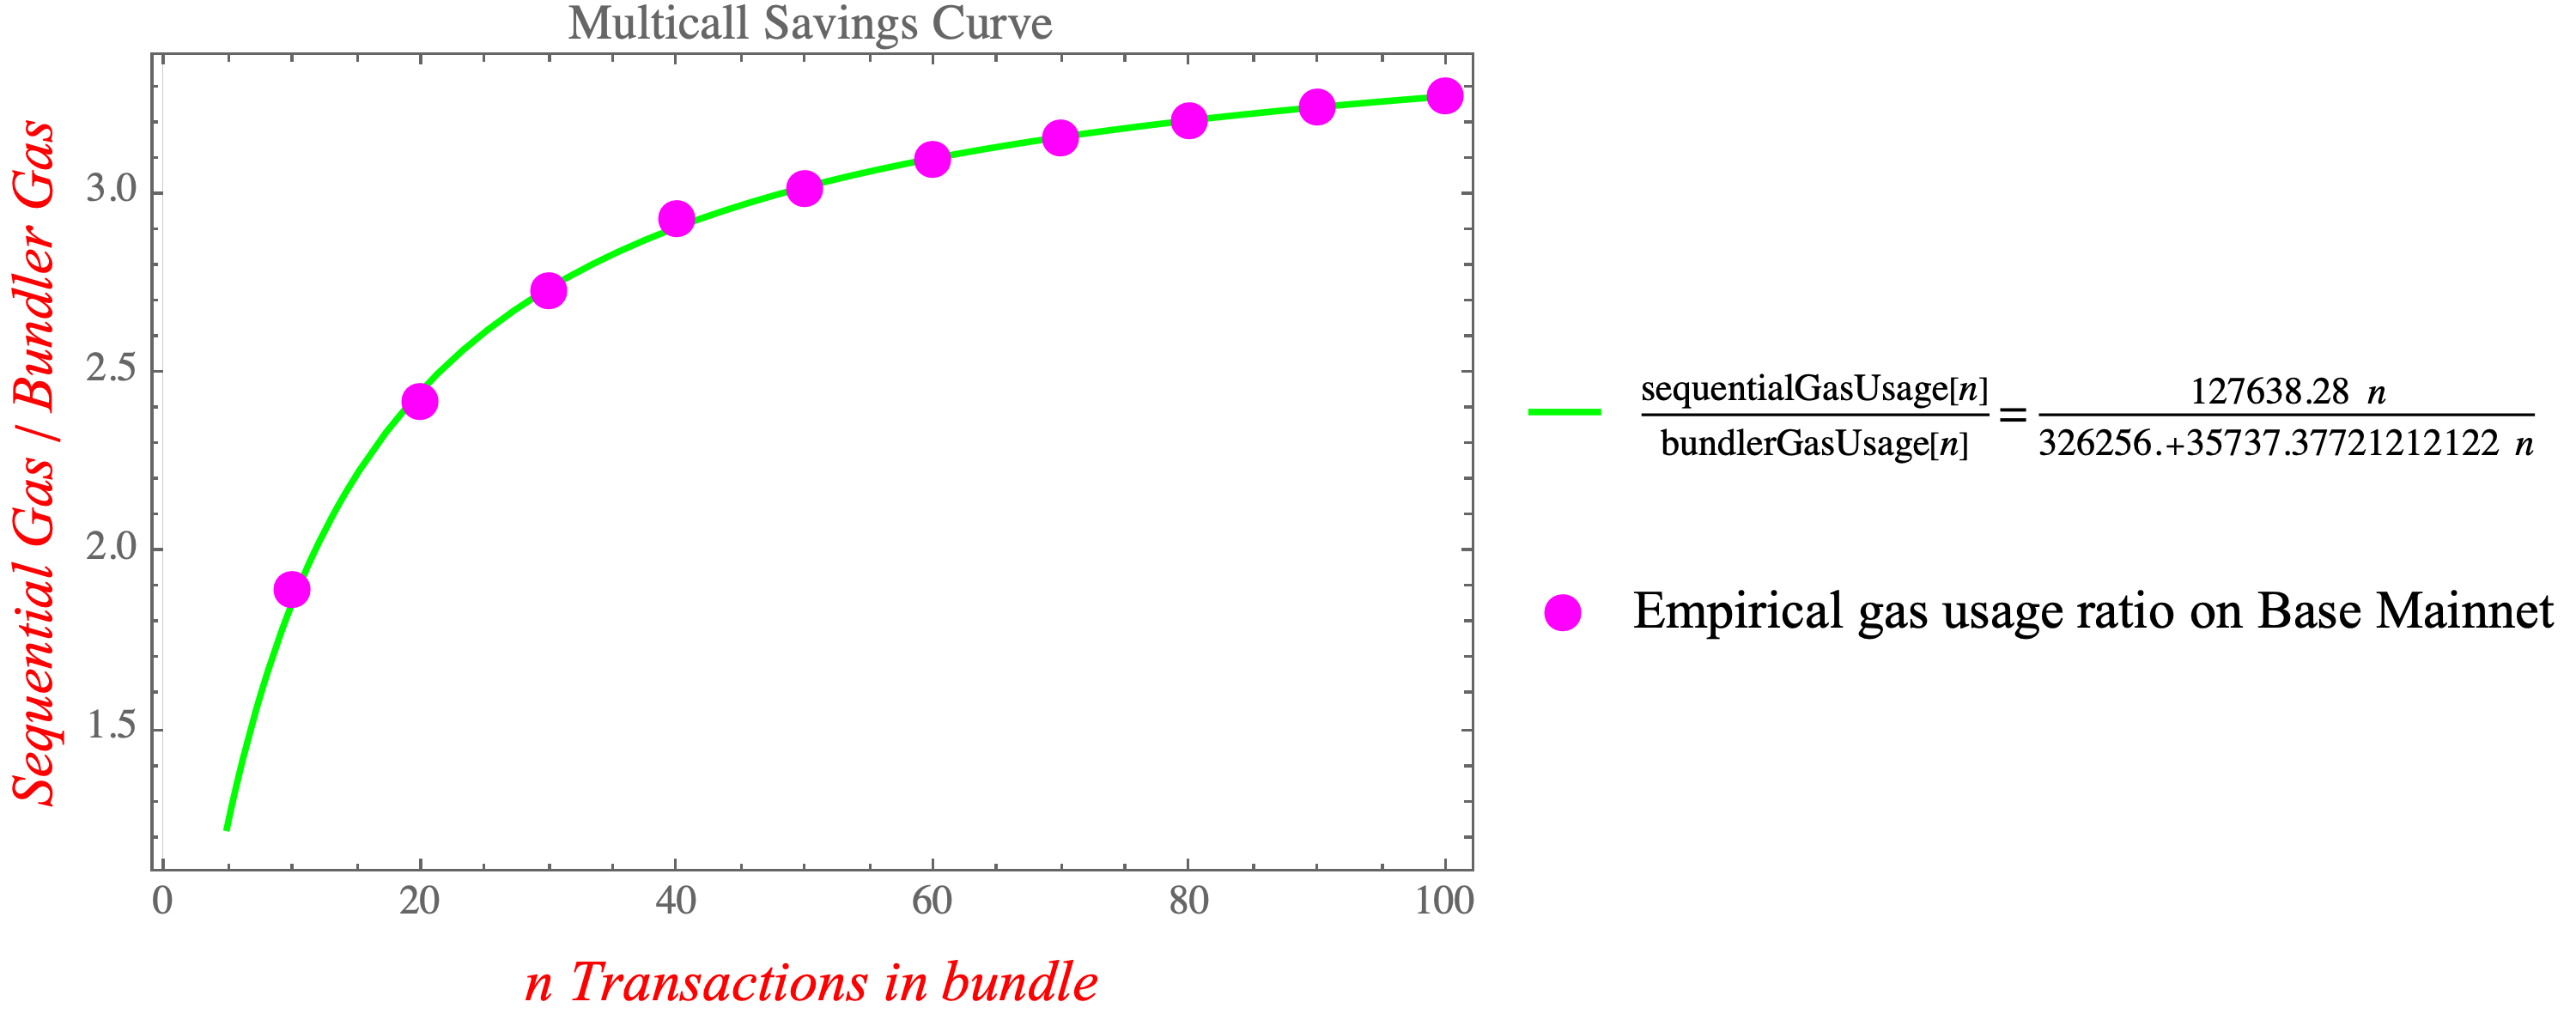 Multicall Savings Curve
Sequential Gas / Bundler Gas
3.0
2.5
2.0
1.5
0 20 40 60 80 100
n Transactions in bundle
sequentialGasUsage[n]
bundlerGasUsage[n]
=
127638.28 n
326256.+35737.37721212122 n
Empirical gas usage ratio on Base Mainnet